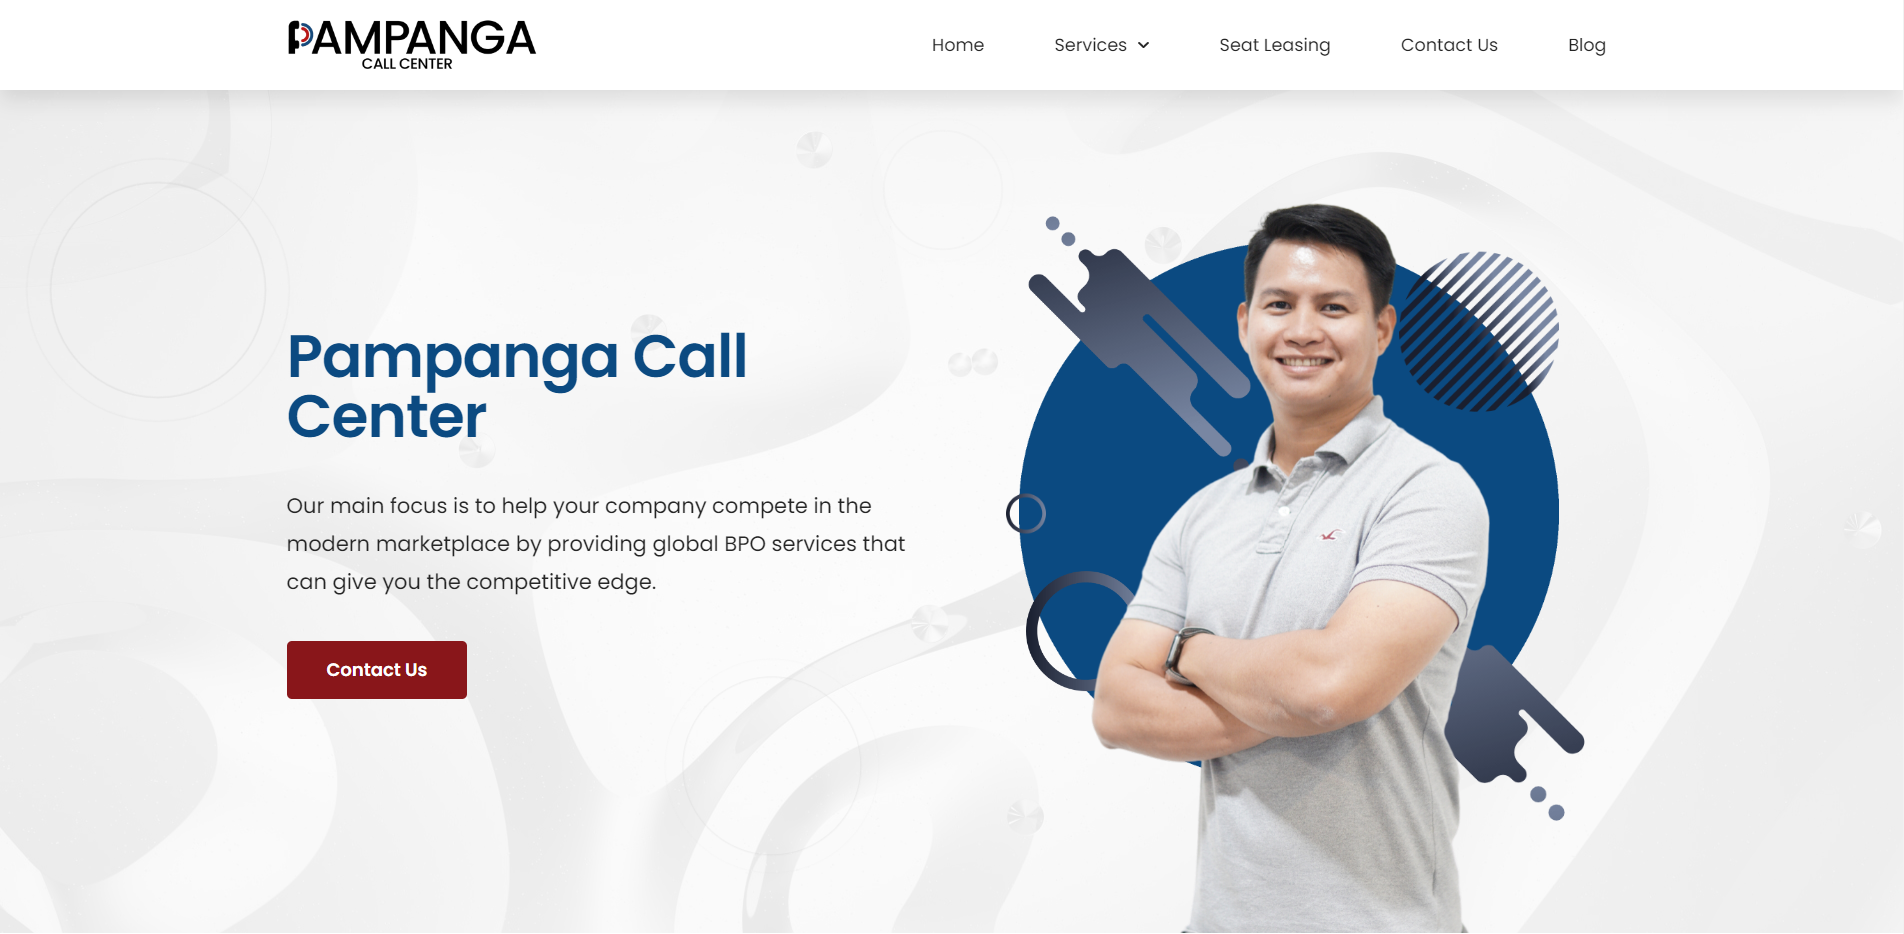 PAMPANGA
CALL CENTER
Home
Services
Seat Leasing
Contact Us
Blog
Pampanga Call
Center
Our main focus is to help your company compete in the
modern marketplace by providing global BPO services that
can give you the competitive edge.
Contact Us